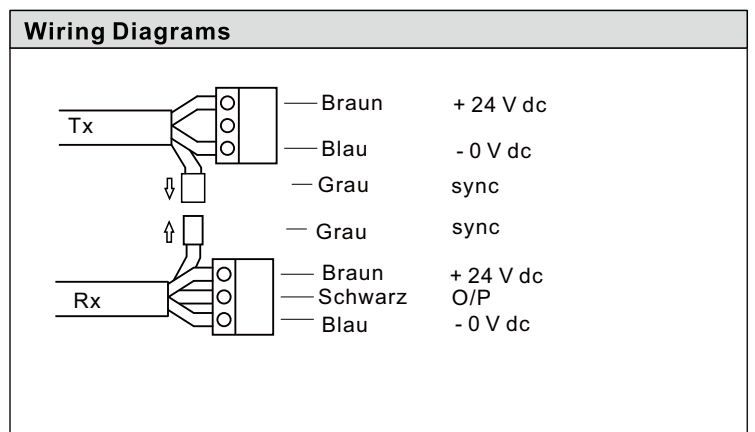 Wiring Diagrams
Tx
Braun + 24 V dc
Blau - 0 V dc
Grau sync
Grau sync
Rx
Braun + 24 V dc
Schwarz O/P
Blau - 0 V dc